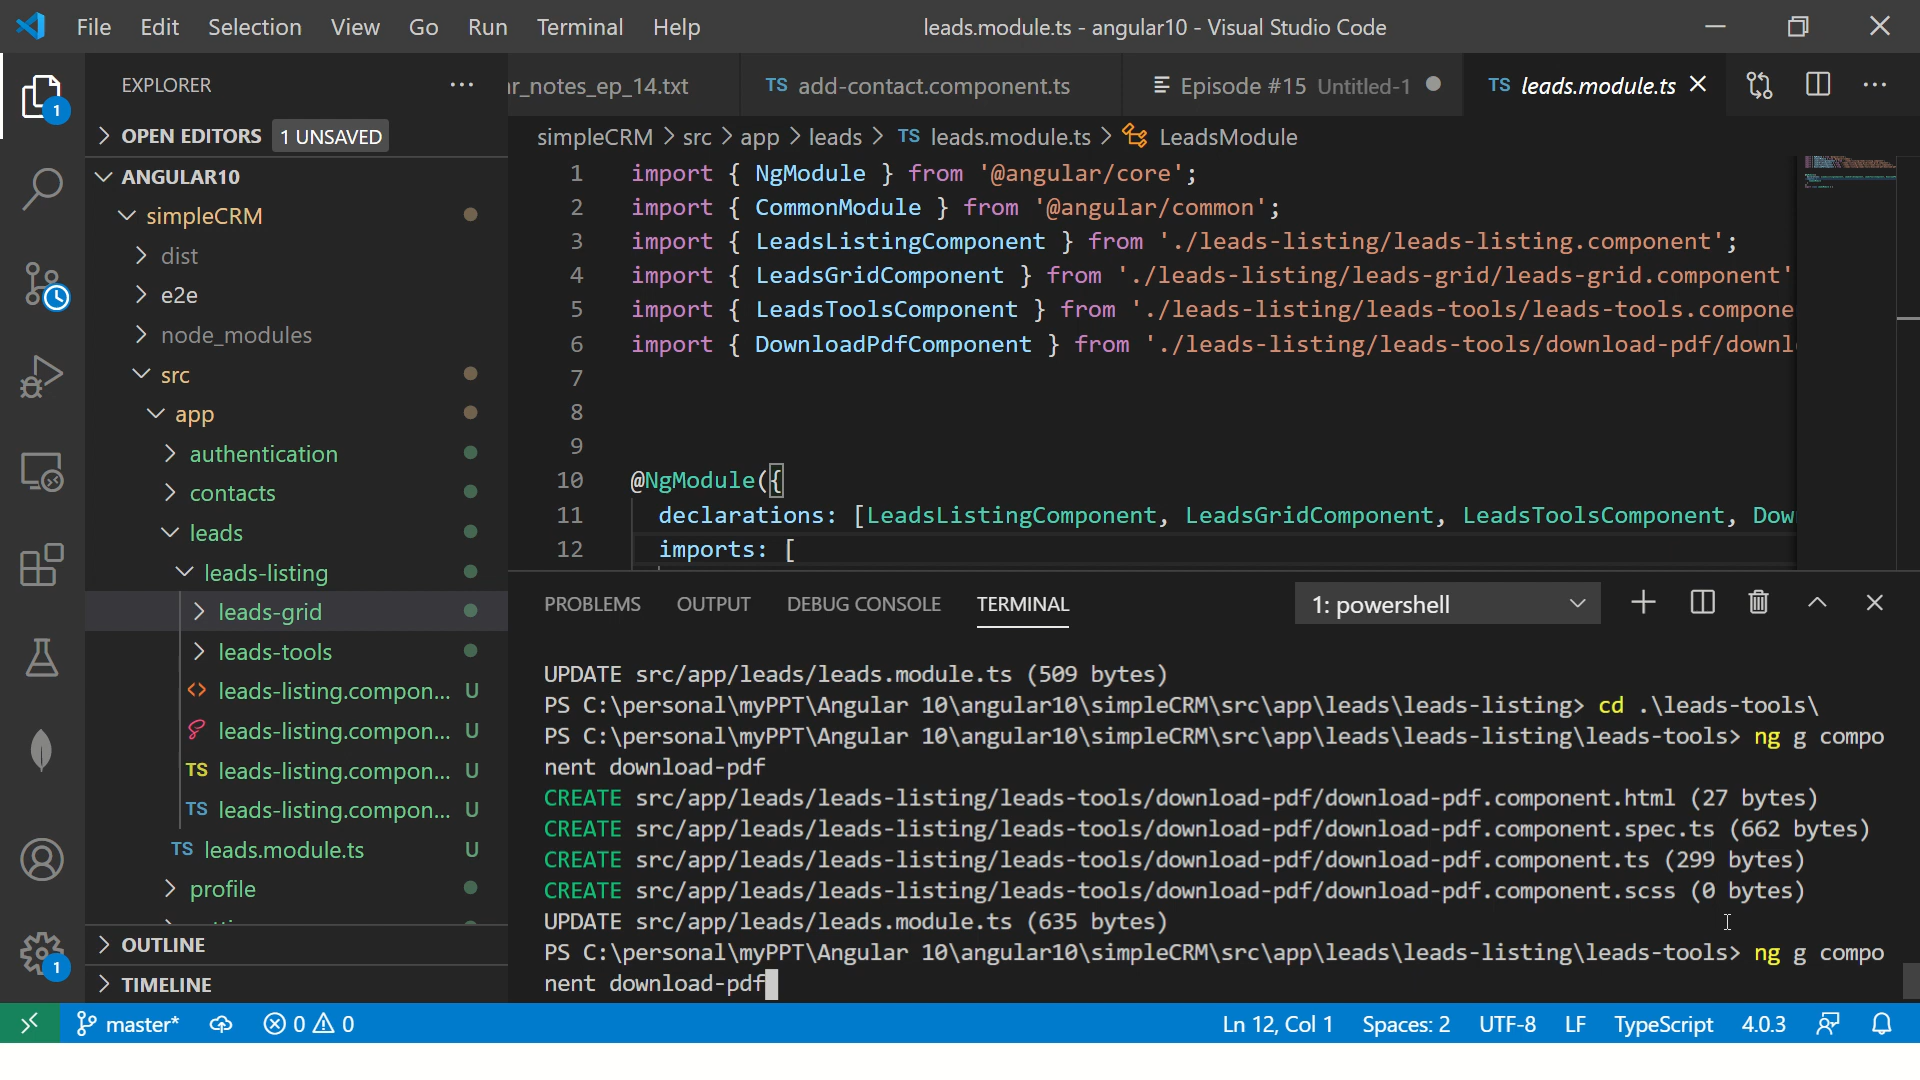 File Edit Selection View Go Run Terminal Help
leads.module.ts - angular10 - Visual Studio Code
EXPLORER
r_notes_ep_14.txt
TS add-contact.component.ts
Episode #15 Untitled-1
TS leads.module.ts
OPEN EDITORS 1 UNSAVED
simpleCRM > src > app > leads > TS leads.module.ts > LeadsModule
ANGULAR10
simpleCRM
dist
e2e
node_modules
src
app
authentication
contacts
leads
leads-listing
leads-grid
leads-tools
leads-listing.compon... U
leads-listing.compon... U
TS leads-listing.compon... U
TS leads-listing.compon... U
TS leads.module.ts U
profile
OUTLINE
TIMELINE
1
1
1 import { NgModule } from '@angular/core';
2 import { CommonModule } from '@angular/common';
3 import { LeadsListingComponent } from './leads-listing/leads-listing.component';
4 import { LeadsGridComponent } from './leads-listing/leads-grid/leads-grid.component'
5 import { LeadsToolsComponent } from './leads-listing/leads-tools/leads-tools.compone
6 import { DownloadPdfComponent } from './leads-listing/leads-tools/download-pdf/downl
7
8
9
10 @NgModule({
11 declarations: [LeadsListingComponent, LeadsGridComponent, LeadsToolsComponent, Dow
12 imports: [
PROBLEMS OUTPUT DEBUG CONSOLE TERMINAL
1: powershell
UPDATE src/app/leads/leads.module.ts (509 bytes)
PS C:\personal\myPPT\Angular 10\angular10\simpleCRM\src\app\leads\leads-listing> cd .\leads-tools\
PS C:\personal\myPPT\Angular 10\angular10\simpleCRM\src\app\leads\leads-listing\leads-tools> ng g compo
nent download-pdf
CREATE src/app/leads/leads-listing/leads-tools/download-pdf/download-pdf.component.html (27 bytes)
CREATE src/app/leads/leads-listing/leads-tools/download-pdf/download-pdf.component.spec.ts (662 bytes)
CREATE src/app/leads/leads-listing/leads-tools/download-pdf/download-pdf.component.ts (299 bytes)
CREATE src/app/leads/leads-listing/leads-tools/download-pdf/download-pdf.component.scss (0 bytes)
UPDATE src/app/leads/leads.module.ts (635 bytes)
PS C:\personal\myPPT\Angular 10\angular10\simpleCRM\src\app\leads\leads-listing\leads-tools> ng g compo
nent download-pdf
master* 0 0
Ln 12, Col 1 Spaces: 2 UTF-8 LF TypeScript 4.0.3